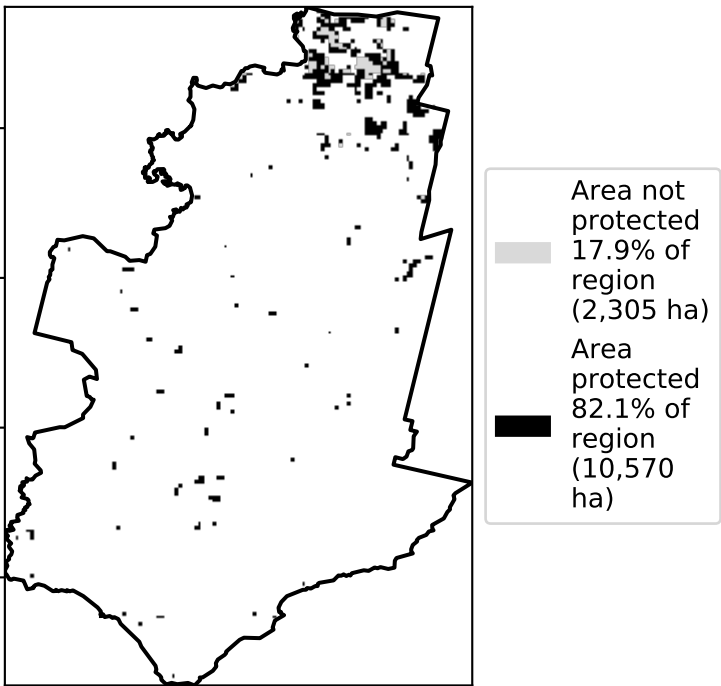 Area not
protected
17.9% of
region
(2,305 ha)
Area
protected
82.1% of
region
(10,570
ha)